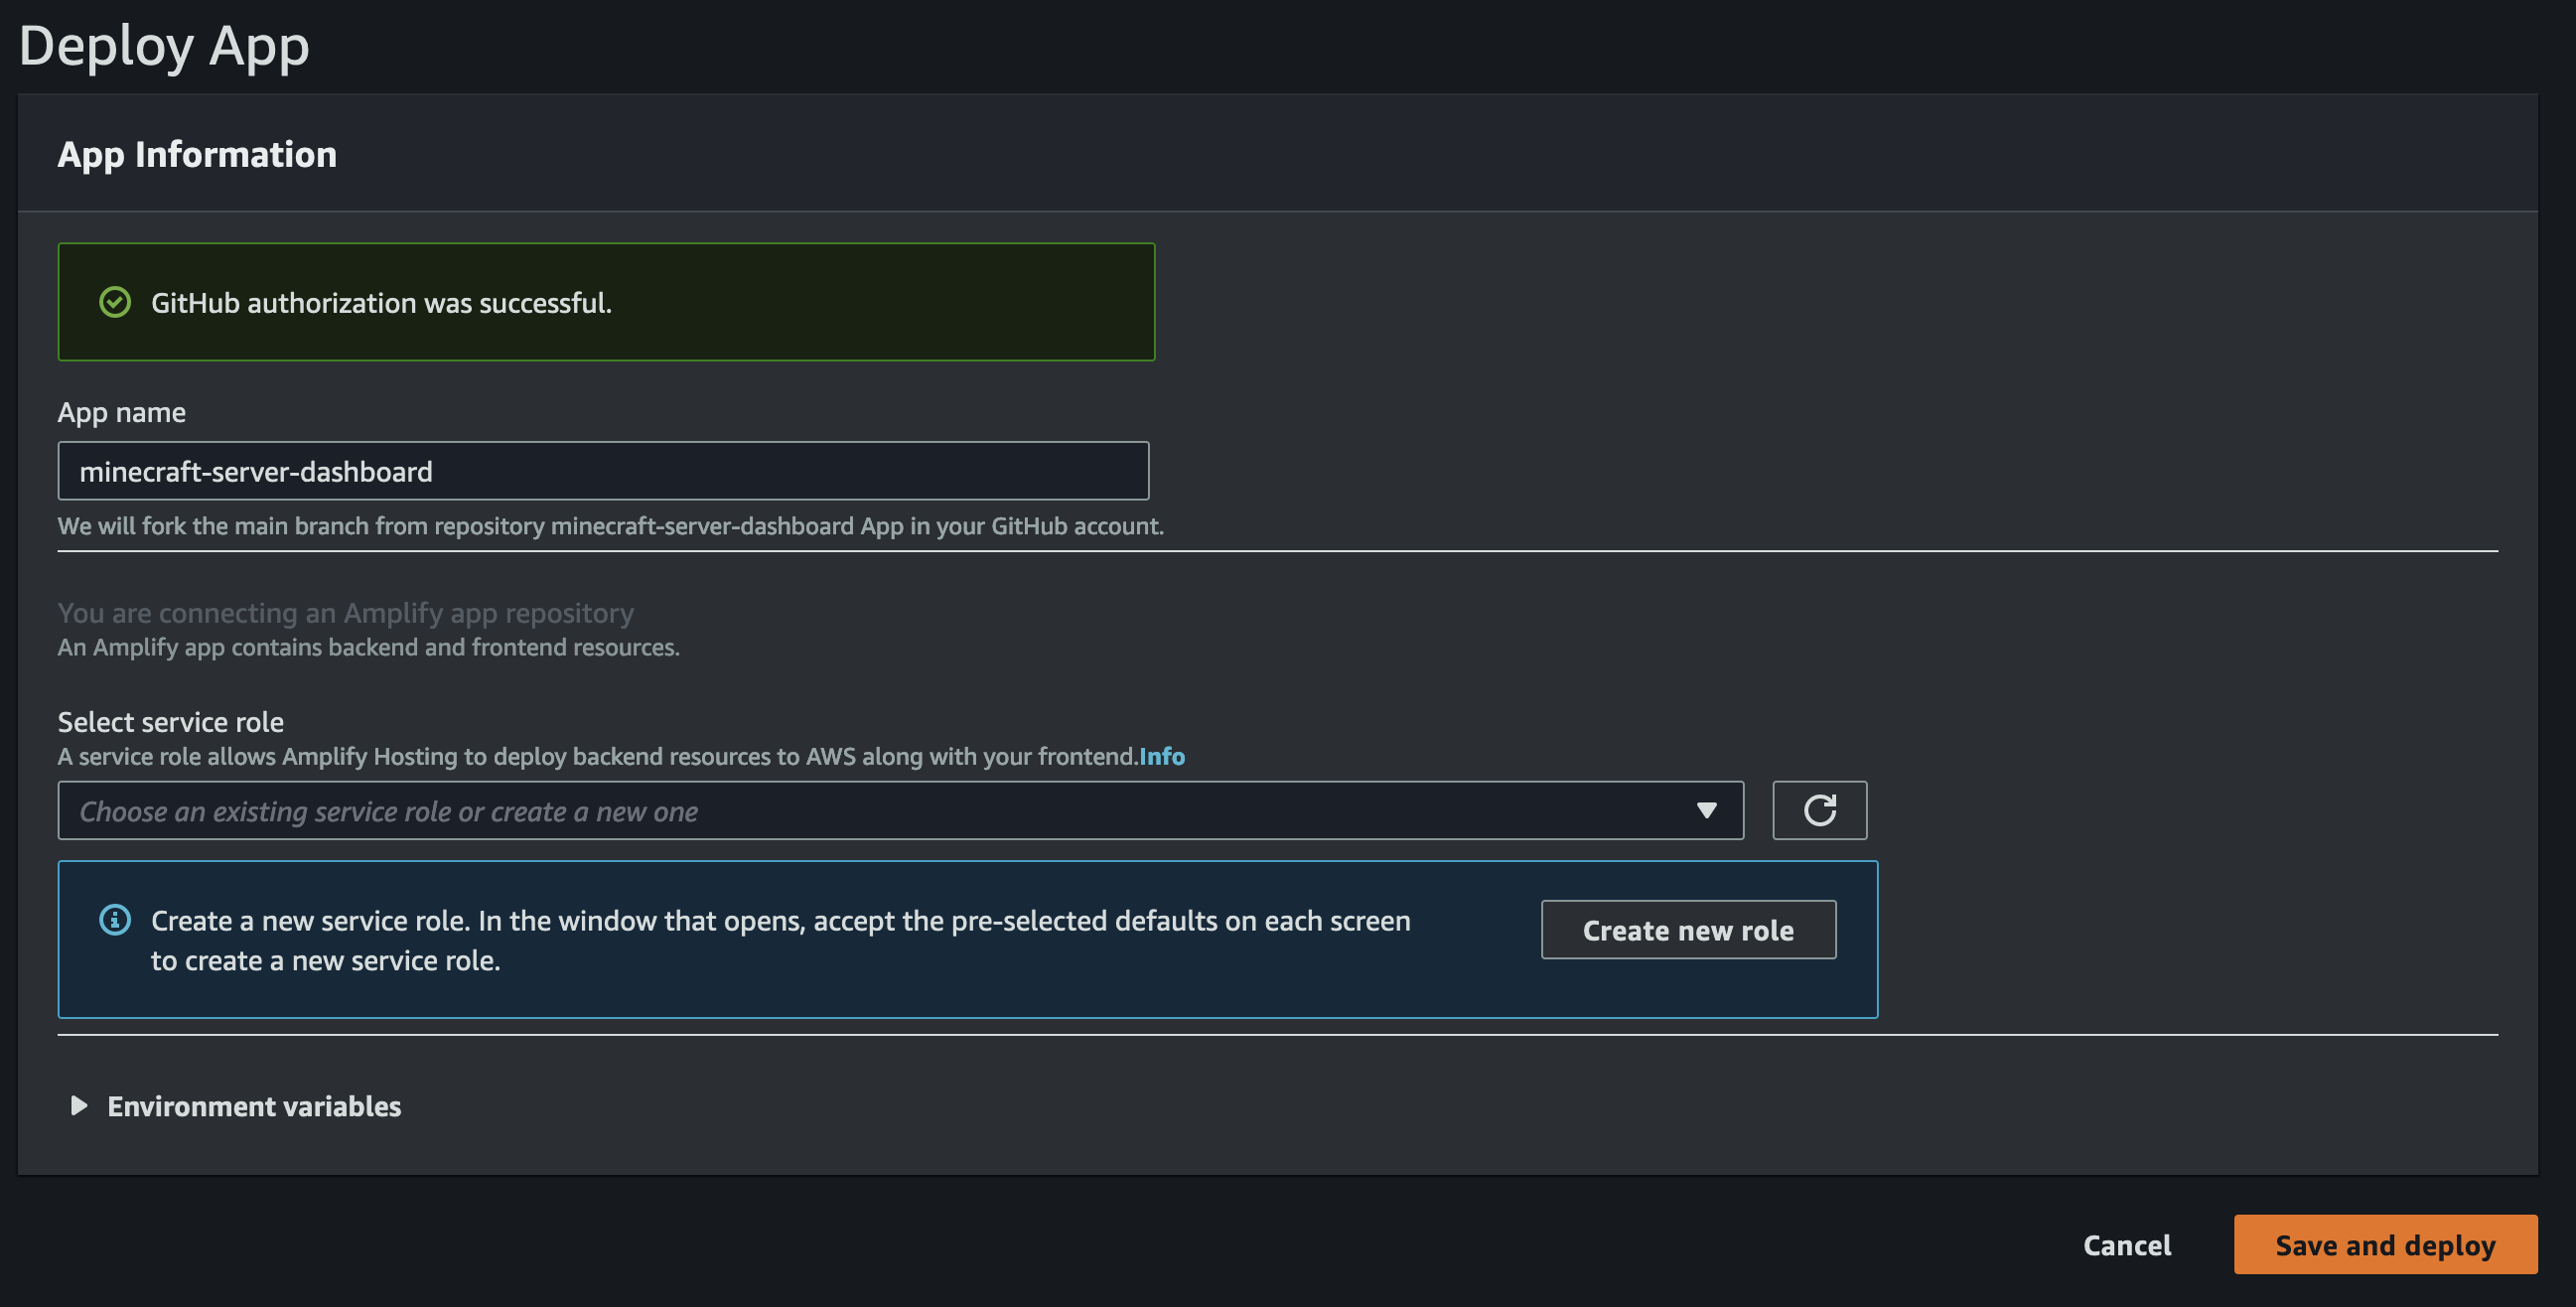 Deploy App
App Information
GitHub authorization was successful.
App name
minecraft-server-dashboard
We will fork the main branch from repository minecraft-server-dashboard App in your GitHub account.
You are connecting an Amplify app repository
An Amplify app contains backend and frontend resources.
Select service role
A service role allows Amplify Hosting to deploy backend resources to AWS along with your frontend.Info
Choose an existing service role or create a new one
Create a new service role. In the window that opens, accept the pre-selected defaults on each screen
to create a new service role.
Create new role
Environment variables
Cancel
Save and deploy